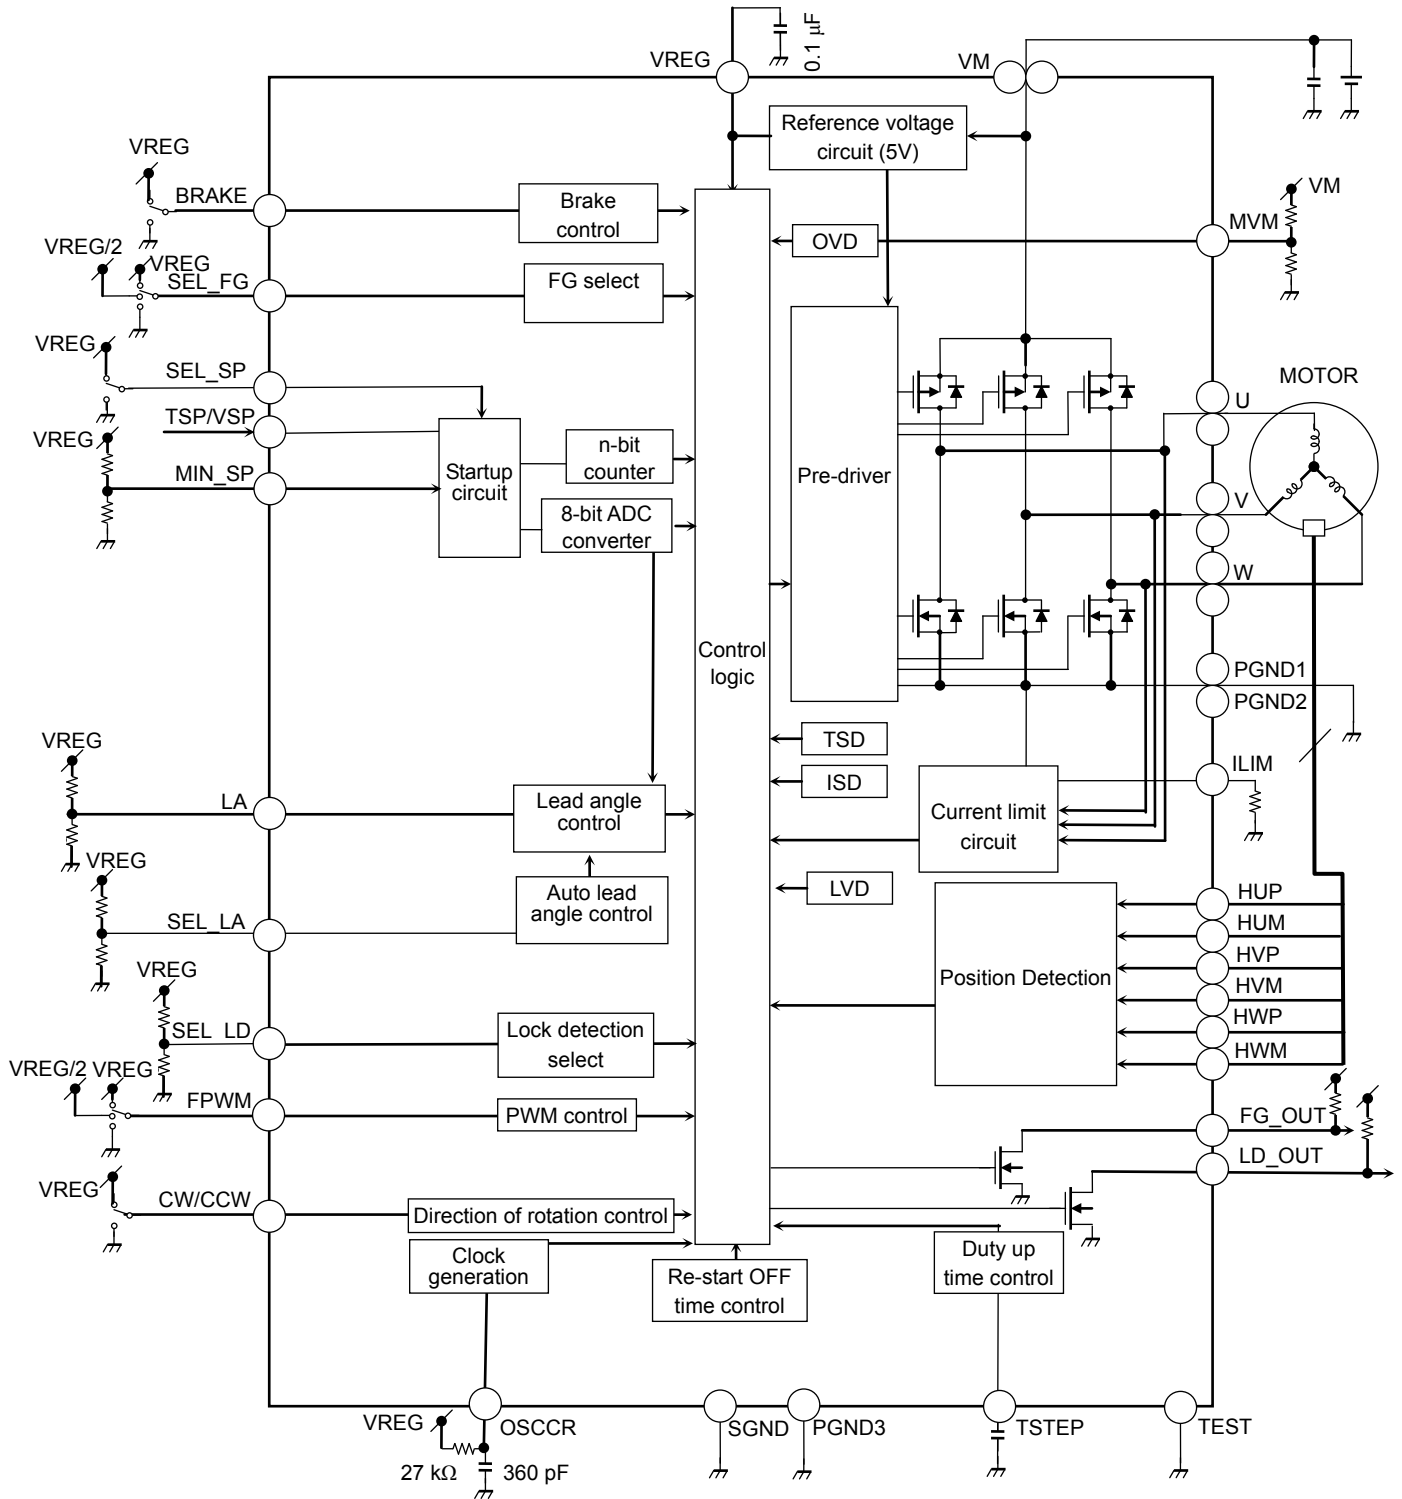 VREG
0.1 μF
VM
Reference voltage
circuit (5V)
VREG
BRAKE
Brake
control
VM
MVM
OVD
VREG/2
VREG
SEL_FG
FG select
VREG
SEL_SP
TSP/VSP
VREG
MIN_SP
Startup
circuit
n-bit
counter
8-bit ADC
converter
Pre-driver
MOTOR
U
V
W
Control
logic
PGND1
PGND2
TSD
ISD
ILIM
Current limit
circuit
VREG
LA
Lead angle
control
LVD
VREG
SEL_LA
Auto lead
angle control
HUP
HUM
HVP
HVM
HWP
HWM
Position Detection
VREG
SEL_LD
Lock detection
select
VREG/2
VREG
FPWM
PWM control
FG_OUT
LD_OUT
VREG
CW/CCW
Direction of rotation control
Clock
generation
Re-start OFF
time control
Duty up
time control
VREG
OSCCR
27 kΩ
360 pF
SGND
PGND3
TSTEP
TEST